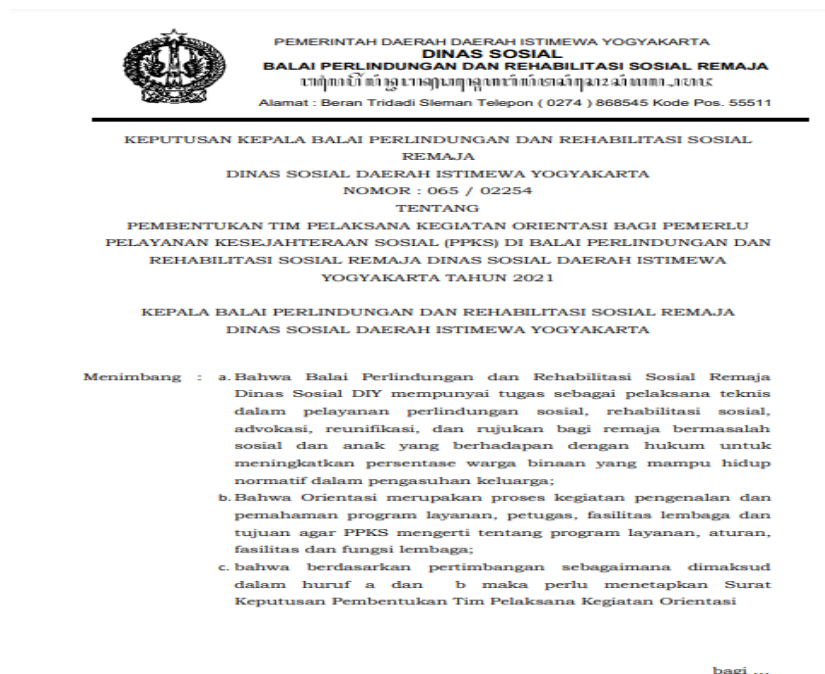 PEMERINTAH DAERAH DAERAH ISTIMEWA YOGYAKARTA
DINAS SOSIAL
BALAI PERLINDUNGAN DAN REHABILITASI SOSIAL REMAJA
Alamat : Beran Tridadi Sleman Telepon ( 0274 ) 868545 Kode Pos. 55511
KEPUTUSAN KEPALA BALAI PERLINDUNGAN DAN REHABILITASI SOSIAL
REMAJA
DINAS SOSIAL DAERAH ISTIMEWA YOGYAKARTA
NOMOR : 065 / 02254
TENTANG
PEMBENTUKAN TIM PELAKSANA KEGIATAN ORIENTASI BAGI PEMERLU
PELAYANAN KESEJAHTERAAN SOSIAL (PPKS) DI BALAI PERLINDUNGAN DAN
REHABILITASI SOSIAL REMAJA DINAS SOSIAL DAERAH ISTIMEWA
YOGYAKARTA TAHUN 2021
KEPALA BALAI PERLINDUNGAN DAN REHABILITASI SOSIAL REMAJA
DINAS SOSIAL DAERAH ISTIMEWA YOGYAKARTA
Menimbang : a. Bahwa Balai Perlindungan dan Rehabilitasi Sosial Remaja
Dinas Sosial DIY mempunyai tugas sebagai pelaksana teknis
dalam pelayanan perlindungan sosial, rehabilitasi sosial,
advokasi, reunifikasi, dan rujukan bagi remaja bermasalah
sosial dan anak yang berhadapan dengan hukum untuk
meningkatkan persentase warga binaan yang mampu hidup
normatif dalam pengasuhan keluarga;
b. Bahwa Orientasi merupakan proses kegiatan pengenalan dan
pemahaman program layanan, petugas, fasilitas lembaga dan
tujuan agar PPKS mengerti tentang program layanan, aturan,
fasilitas dan fungsi lembaga;
c. bahwa berdasarkan pertimbangan sebagaimana dimaksud
dalam huruf a dan b maka perlu menetapkan Surat
Keputusan Pembentukan Tim Pelaksana Kegiatan Orientasi
bagi ...